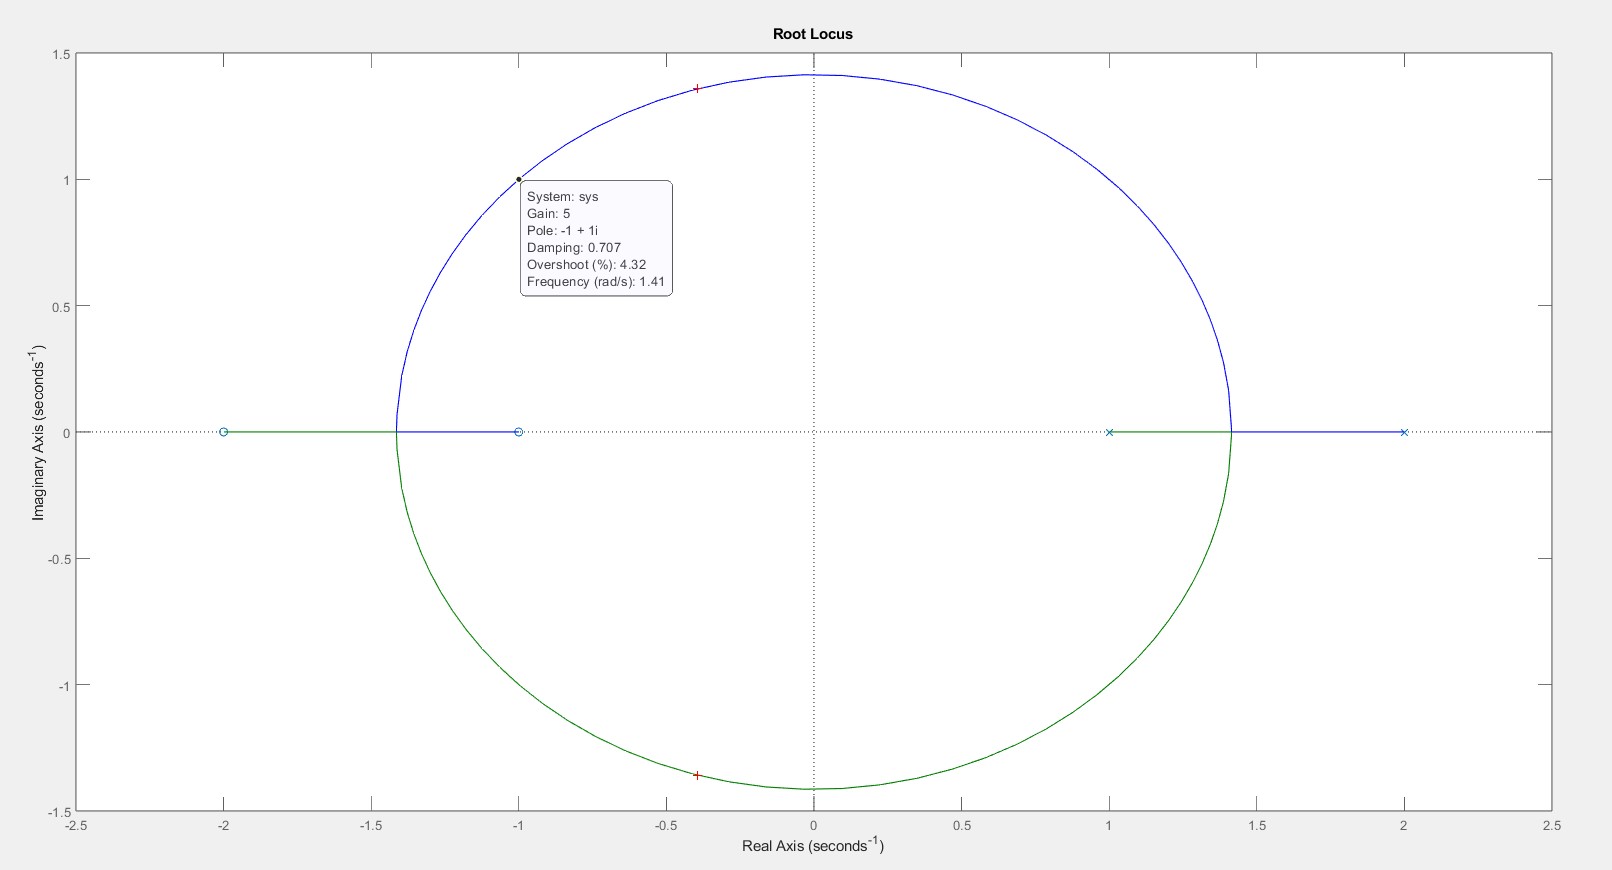 Root Locus
1.5
1
0.5
0
-0.5
-1
-1.5
Imaginary Axis (seconds⁻¹)
System: sys
Gain: 5
Pole: -1 + 1i
Damping: 0.707
Overshoot (%): 4.32
Frequency (rad/s): 1.41
-2.5 -2 -1.5 -1 -0.5 0 0.5 1 1.5 2 2.5
Real Axis (seconds⁻¹)